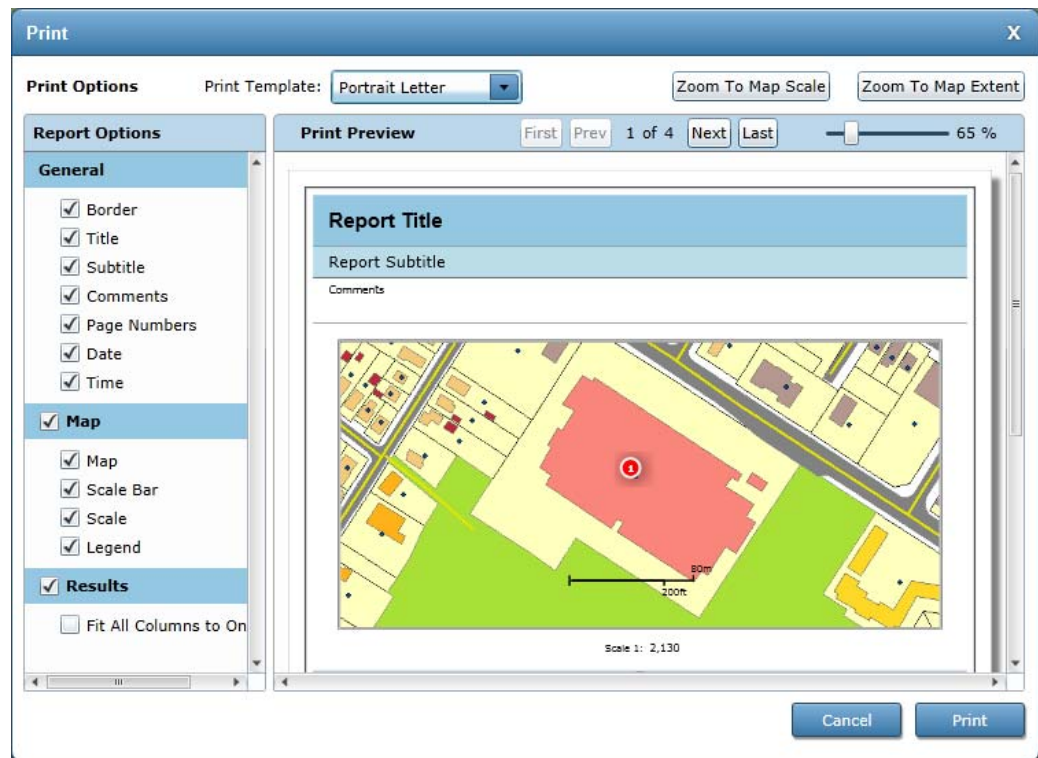 Print X
Print Options Print Template: Portrait Letter Zoom To Map Scale Zoom To Map Extent
Report Options
General
Border
Title
Subtitle
Comments
Page Numbers
Date
Time
Map
Map
Scale Bar
Scale
Legend
Results
Fit All Columns to On
Print Preview First Prev 1 of 4 Next Last 65 %
Report Title
Report Subtitle
Comments
1
80m
200ft
Scale 1: 2,130
Cancel Print